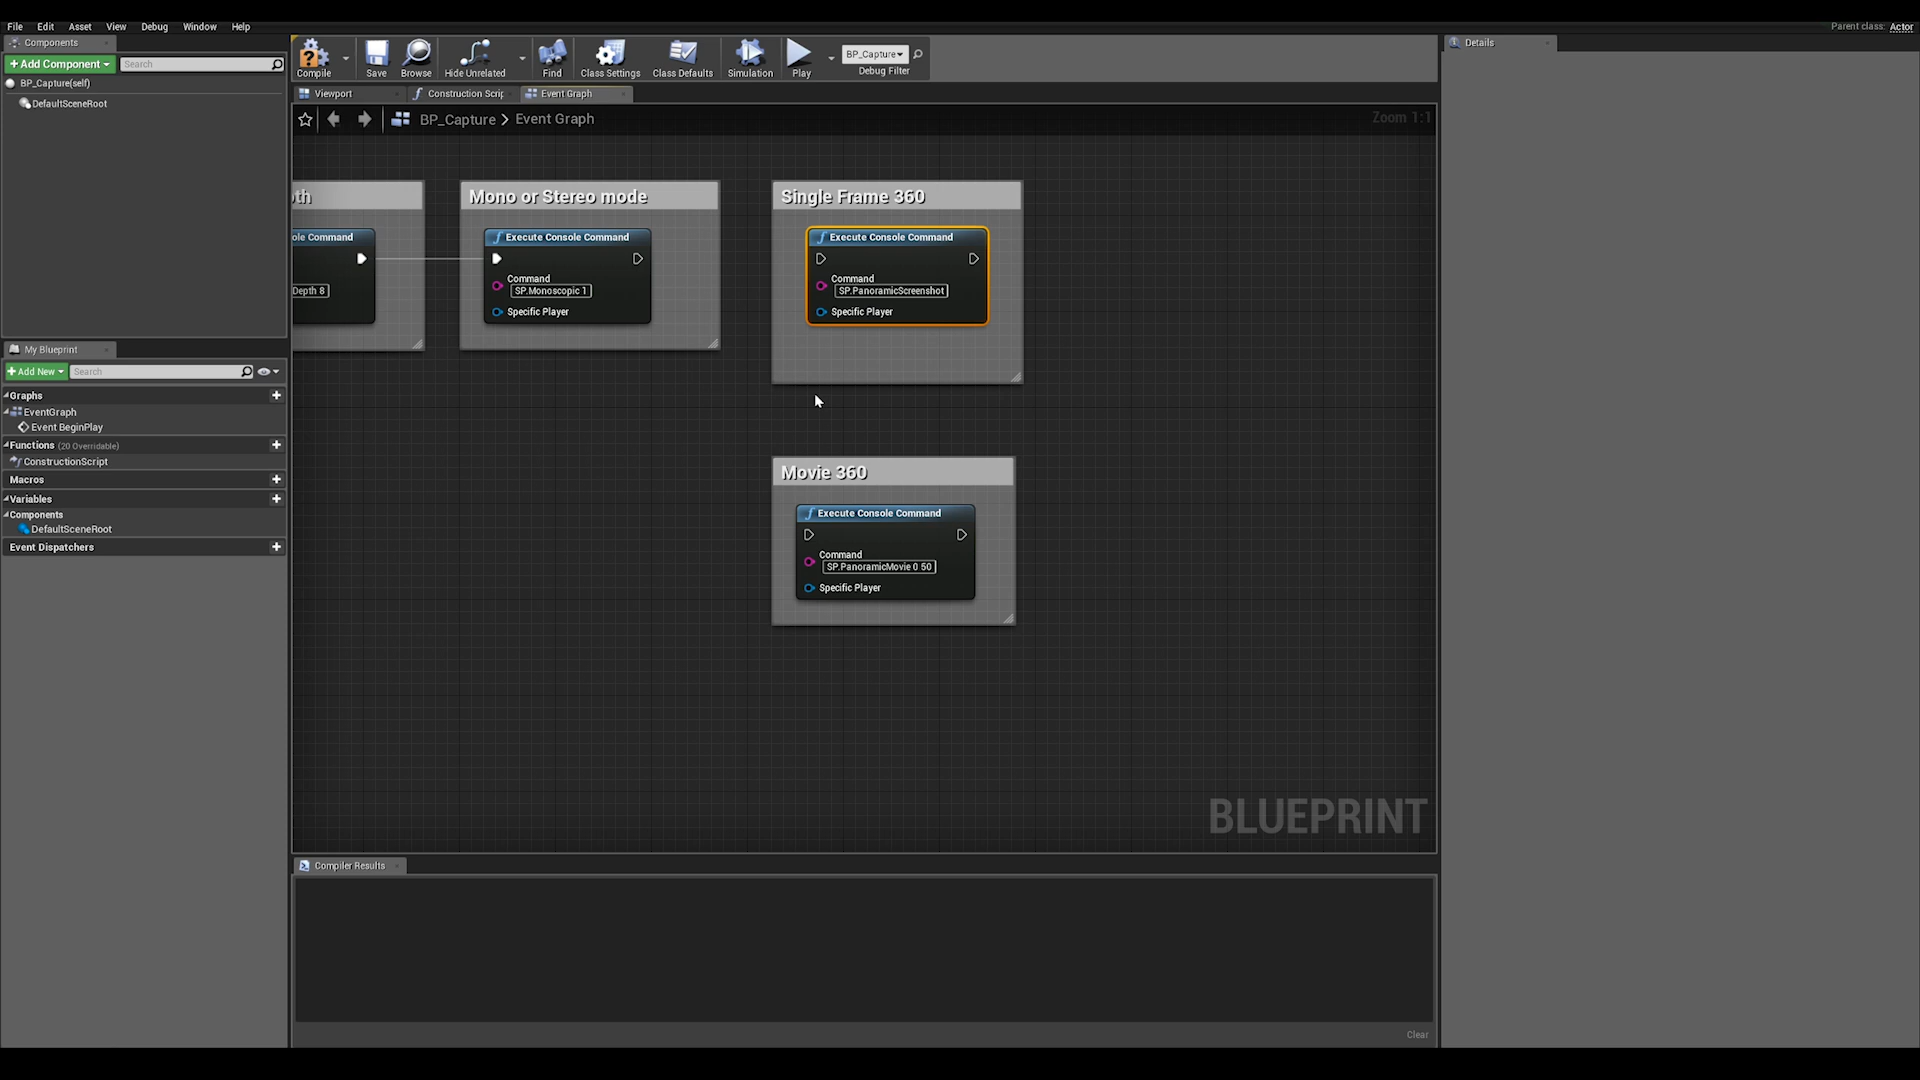 File Edit Asset View Debug Window Help
Parent class: Actor
Components
+Add Component
Search
BP_Capture(self)
DefaultSceneRoot
My Blueprint
+Add New
Search
Graphs
EventGraph
Event BeginPlay
Functions (20 Overridable)
ConstructionScript
Macros
Variables
Components
DefaultSceneRoot
Event Dispatchers
Compile
Save
Browse
Hide Unrelated
Find
Class Settings
Class Defaults
Simulation
Play
BP_Capture
Debug Filter
Viewport
Construction Scrip
Event Graph
BP_Capture > Event Graph
Zoom 1:1
th
ole Command
Depth 8
Mono or Stereo mode
Execute Console Command
Command
SP.Monoscopic 1
Specific Player
Single Frame 360
Execute Console Command
Command
SP.PanoramicScreenshot
Specific Player
Movie 360
Execute Console Command
Command
SP.PanoramicMovie 0 50
Specific Player
BLUEPRINT
Compiler Results
Clear
Details